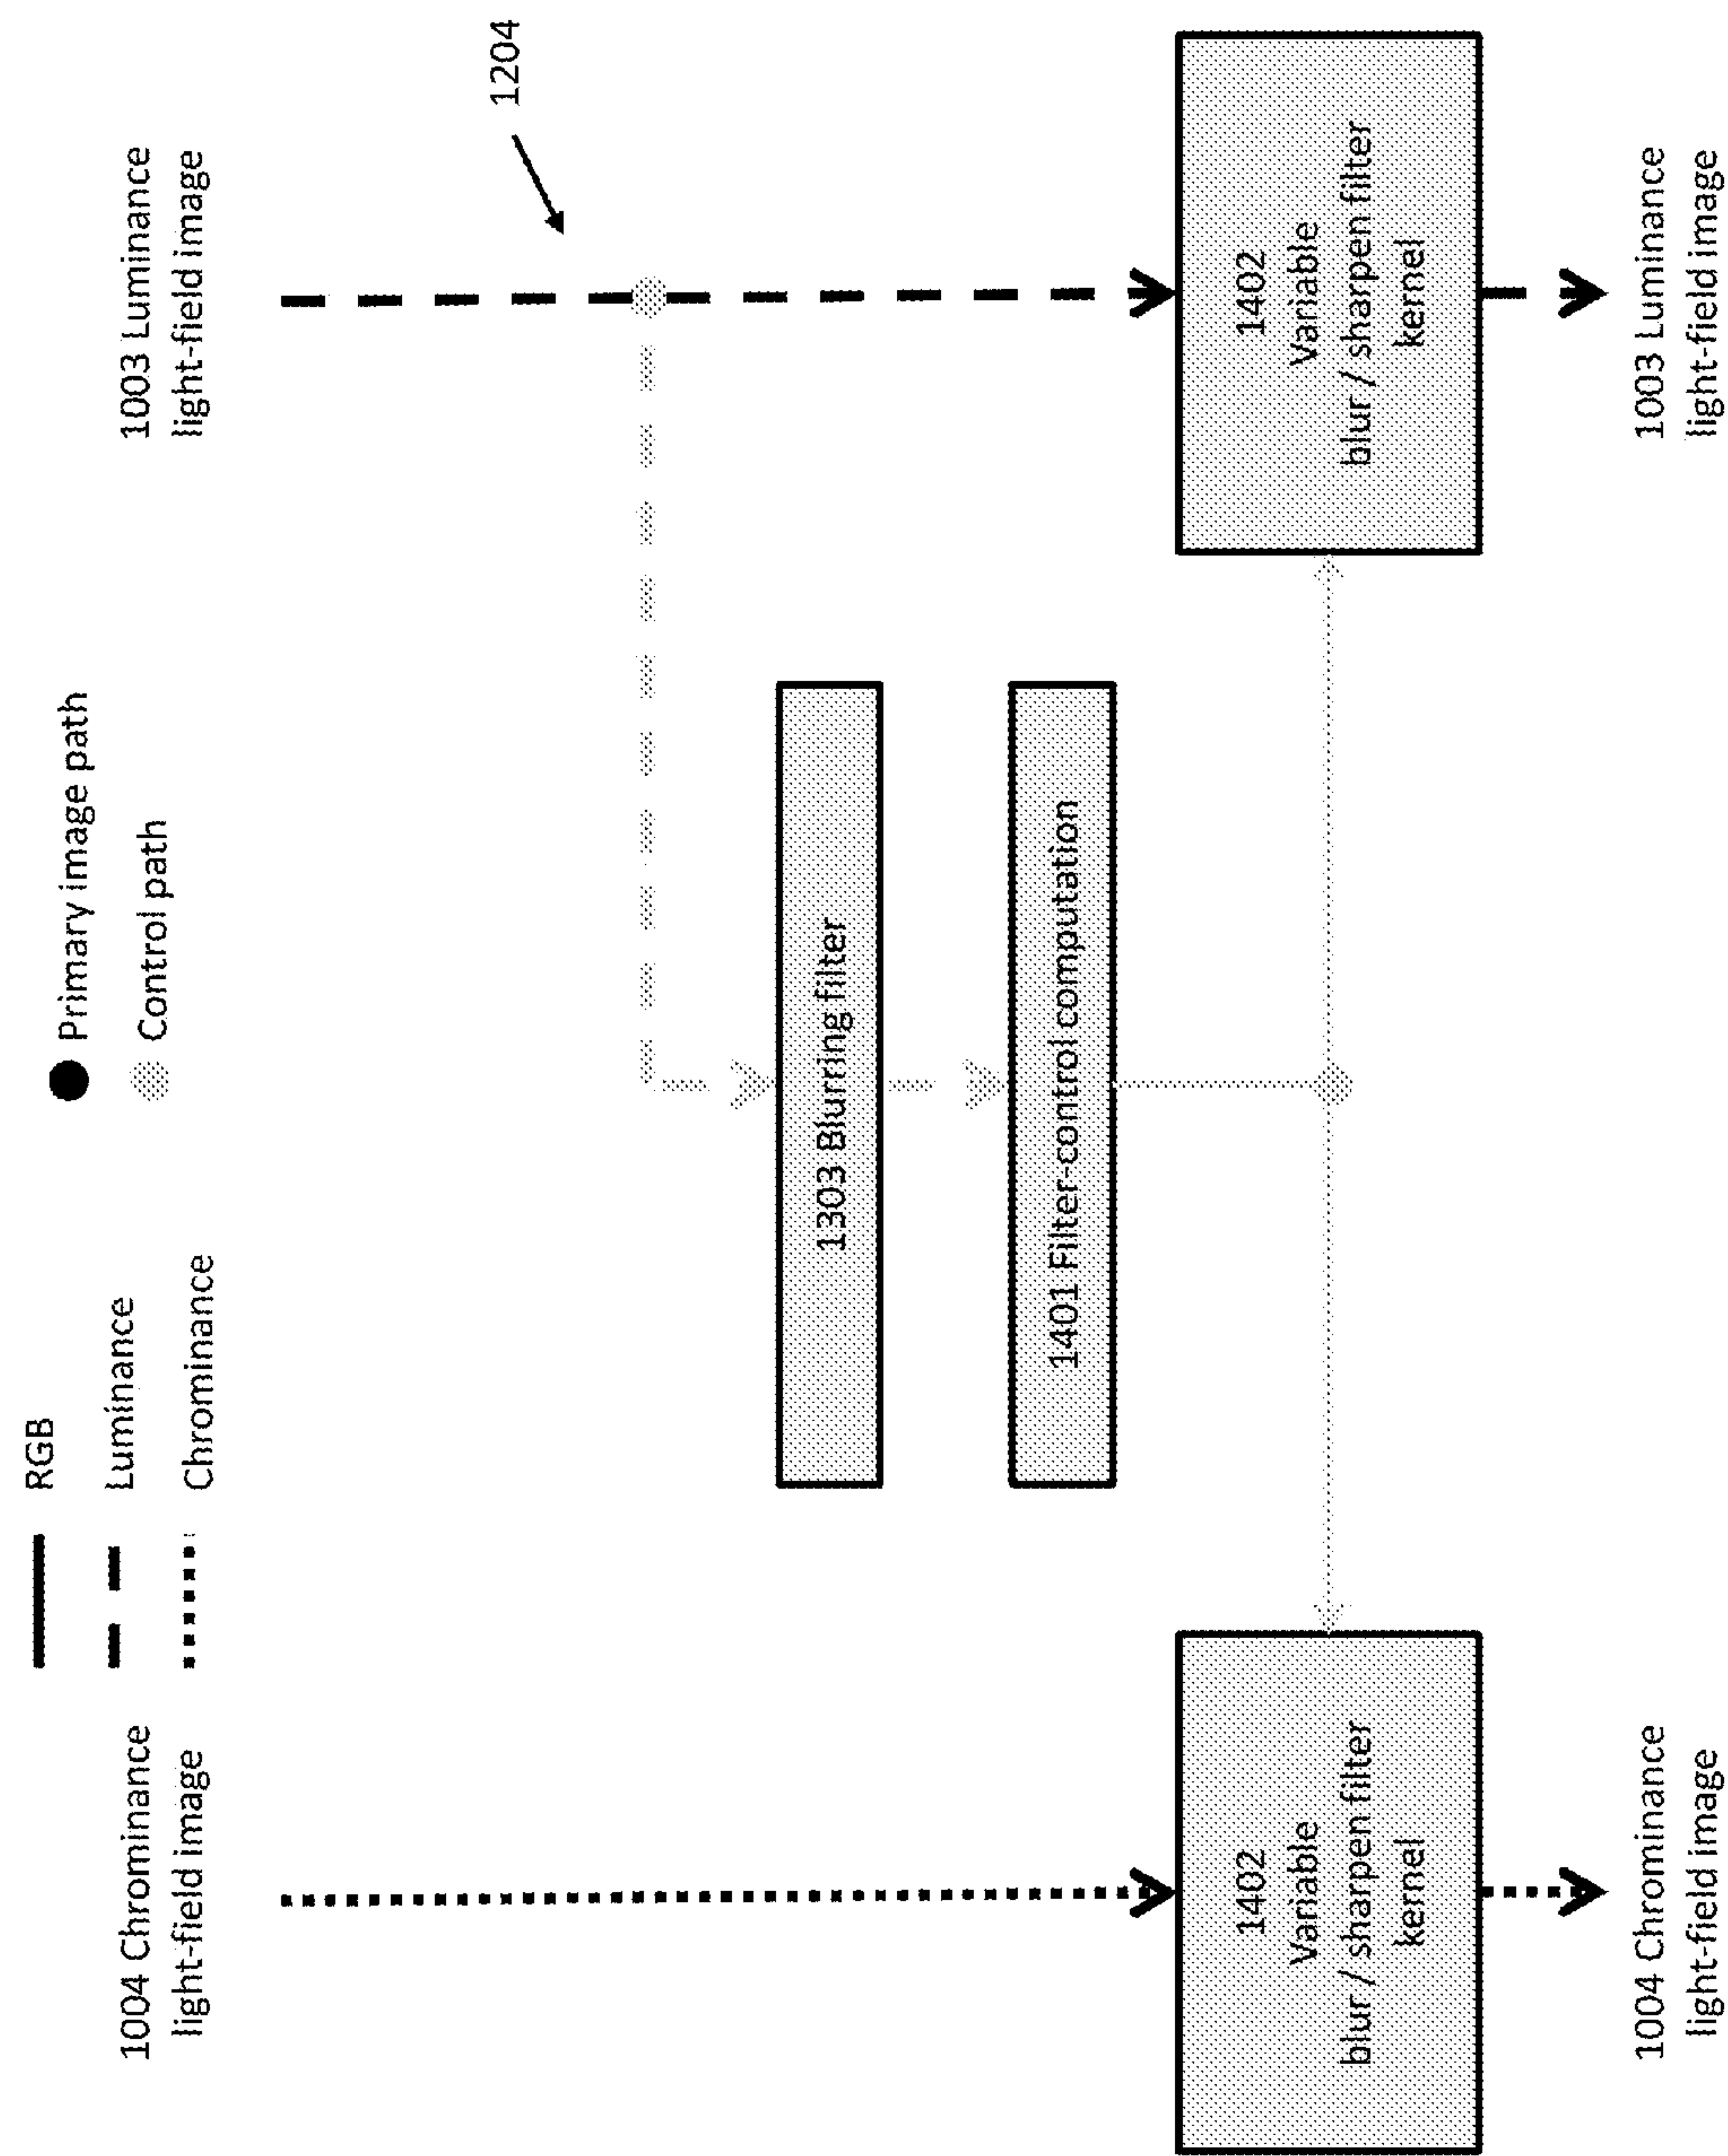 RGB
Luminance
Chrominance
Primary image path
Control path
1004 Chrominance
light-field image
1003 Luminance
light-field image
1204
1303 Blurring filter
1401 Filter-control computation
1402
Variable
blur / sharpen filter
kernel
1402
Variable
blur / sharpen filter
kernel
1004 Chrominance
light-field image
1003 Luminance
light-field image